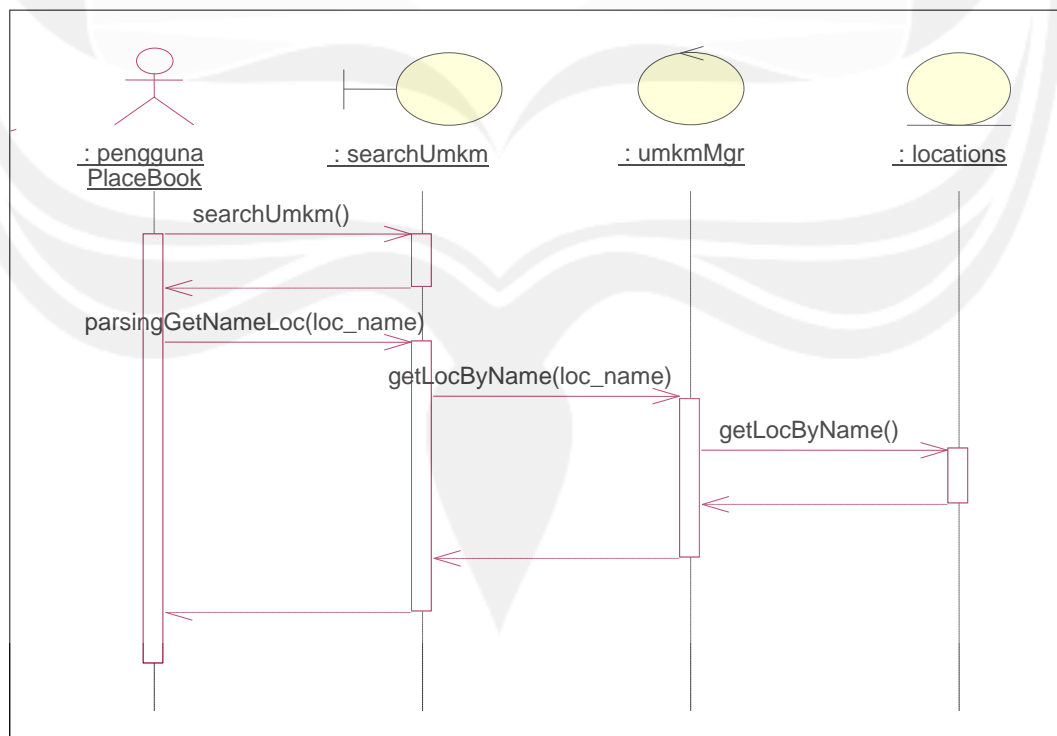 : pengguna
PlaceBook
: searchUmkm
: umkmMgr
: locations
searchUmkm()
parsingGetNameLoc(loc_name)
getLocByName(loc_name)
getLocByName()